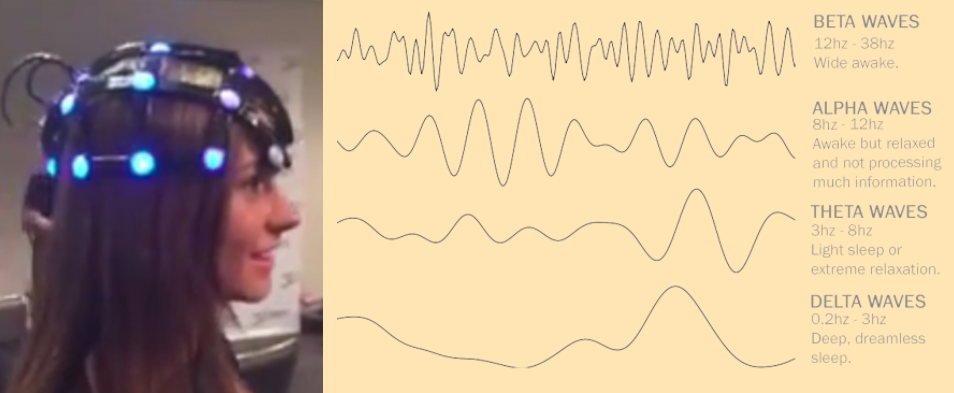 BETA WAVES
12hz - 38hz
Wide awake.
ALPHA WAVES
8hz - 12hz
Awake but relaxed
and not processing
much information.
THETA WAVES
3hz - 8hz
Light sleep or
extreme relaxation.
DELTA WAVES
0.2hz - 3hz
Deep, dreamless
sleep.